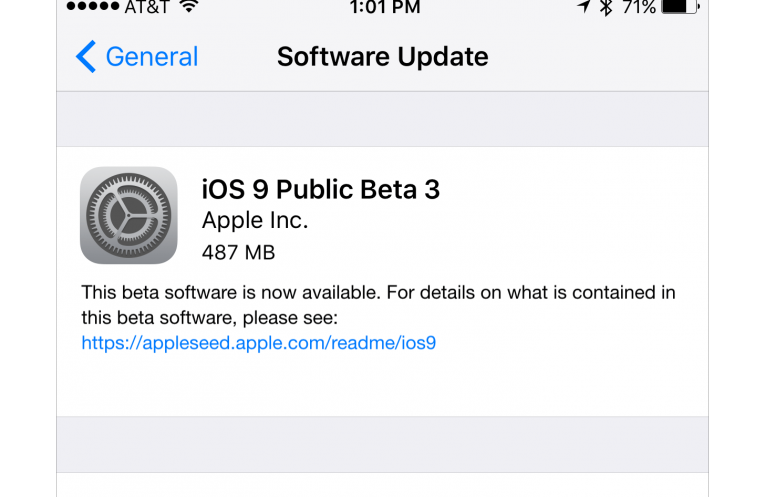 AT&T 1:01 PM 71%
General Software Update
iOS 9 Public Beta 3
Apple Inc.
487 MB
This beta software is now available. For details on what is contained in
this beta software, please see:
https://appleseed.apple.com/readme/ios9